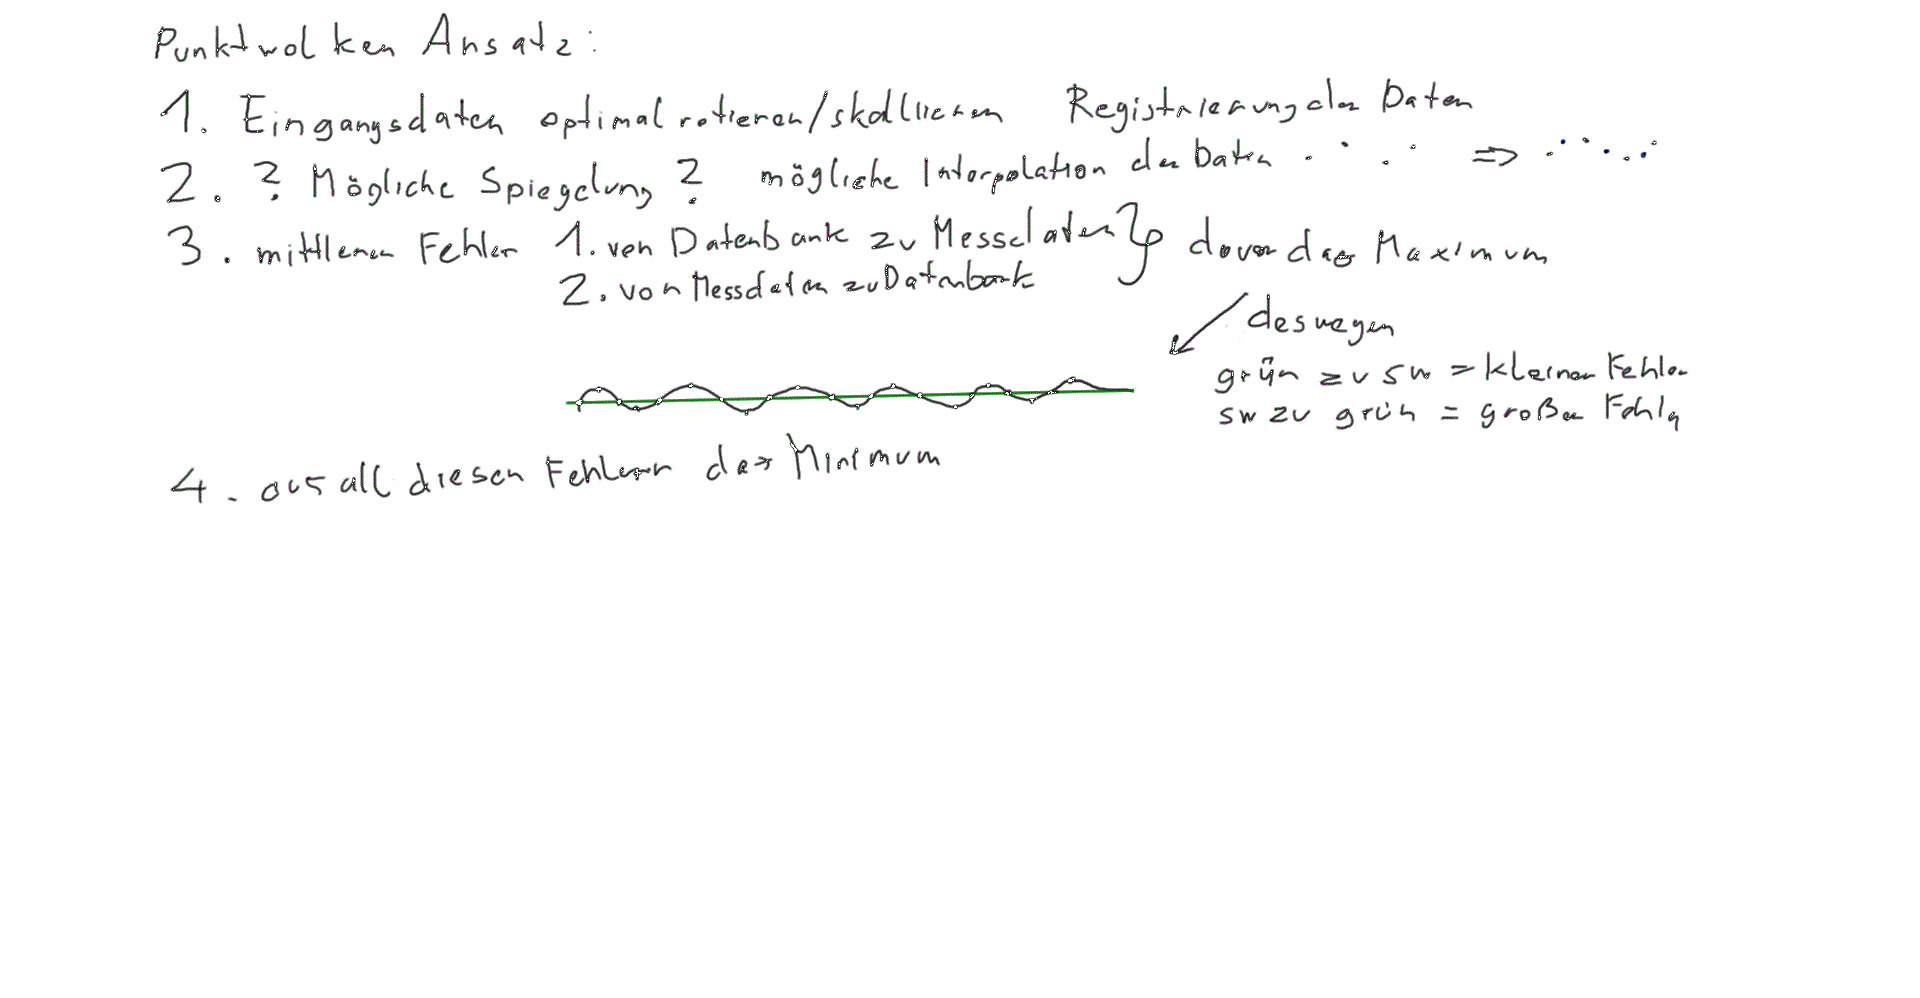 Punktwolken Ansatz:
1. Eingangsdaten optimal rotieren/skallieren Registrierung der Daten
2. ? Mögliche Spiegelung ? mögliche Interpolation der Daten ⇒
3. mittleren Fehler 1. von Datenbank zu Messdaten } davon das Maximum
2. von Messdaten zu Datenbank
deswegen
grün zu sw = kleiner Fehler
sw zu grün = großer Fehler
4. aus all diesen Fehlern das Minimum